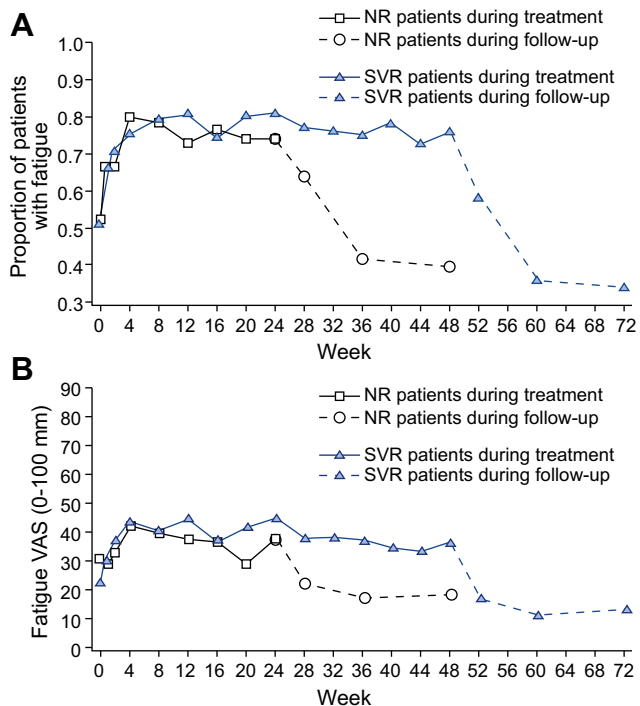 A
NR patients during treatment
NR patients during follow-up
SVR patients during treatment
SVR patients during follow-up
Proportion of patients
with fatigue
1.0
0.9
0.8
0.7
0.6
0.5
0.4
0.3
0 4 8 12 16 20 24 28 32 36 40 44 48 52 56 60 64 68 72
Week
B
NR patients during treatment
NR patients during follow-up
SVR patients during treatment
SVR patients during follow-up
Fatigue VAS (0-100 mm)
90
80
70
60
50
40
30
20
10
0
0 4 8 12 16 20 24 28 32 36 40 44 48 52 56 60 64 68 72
Week